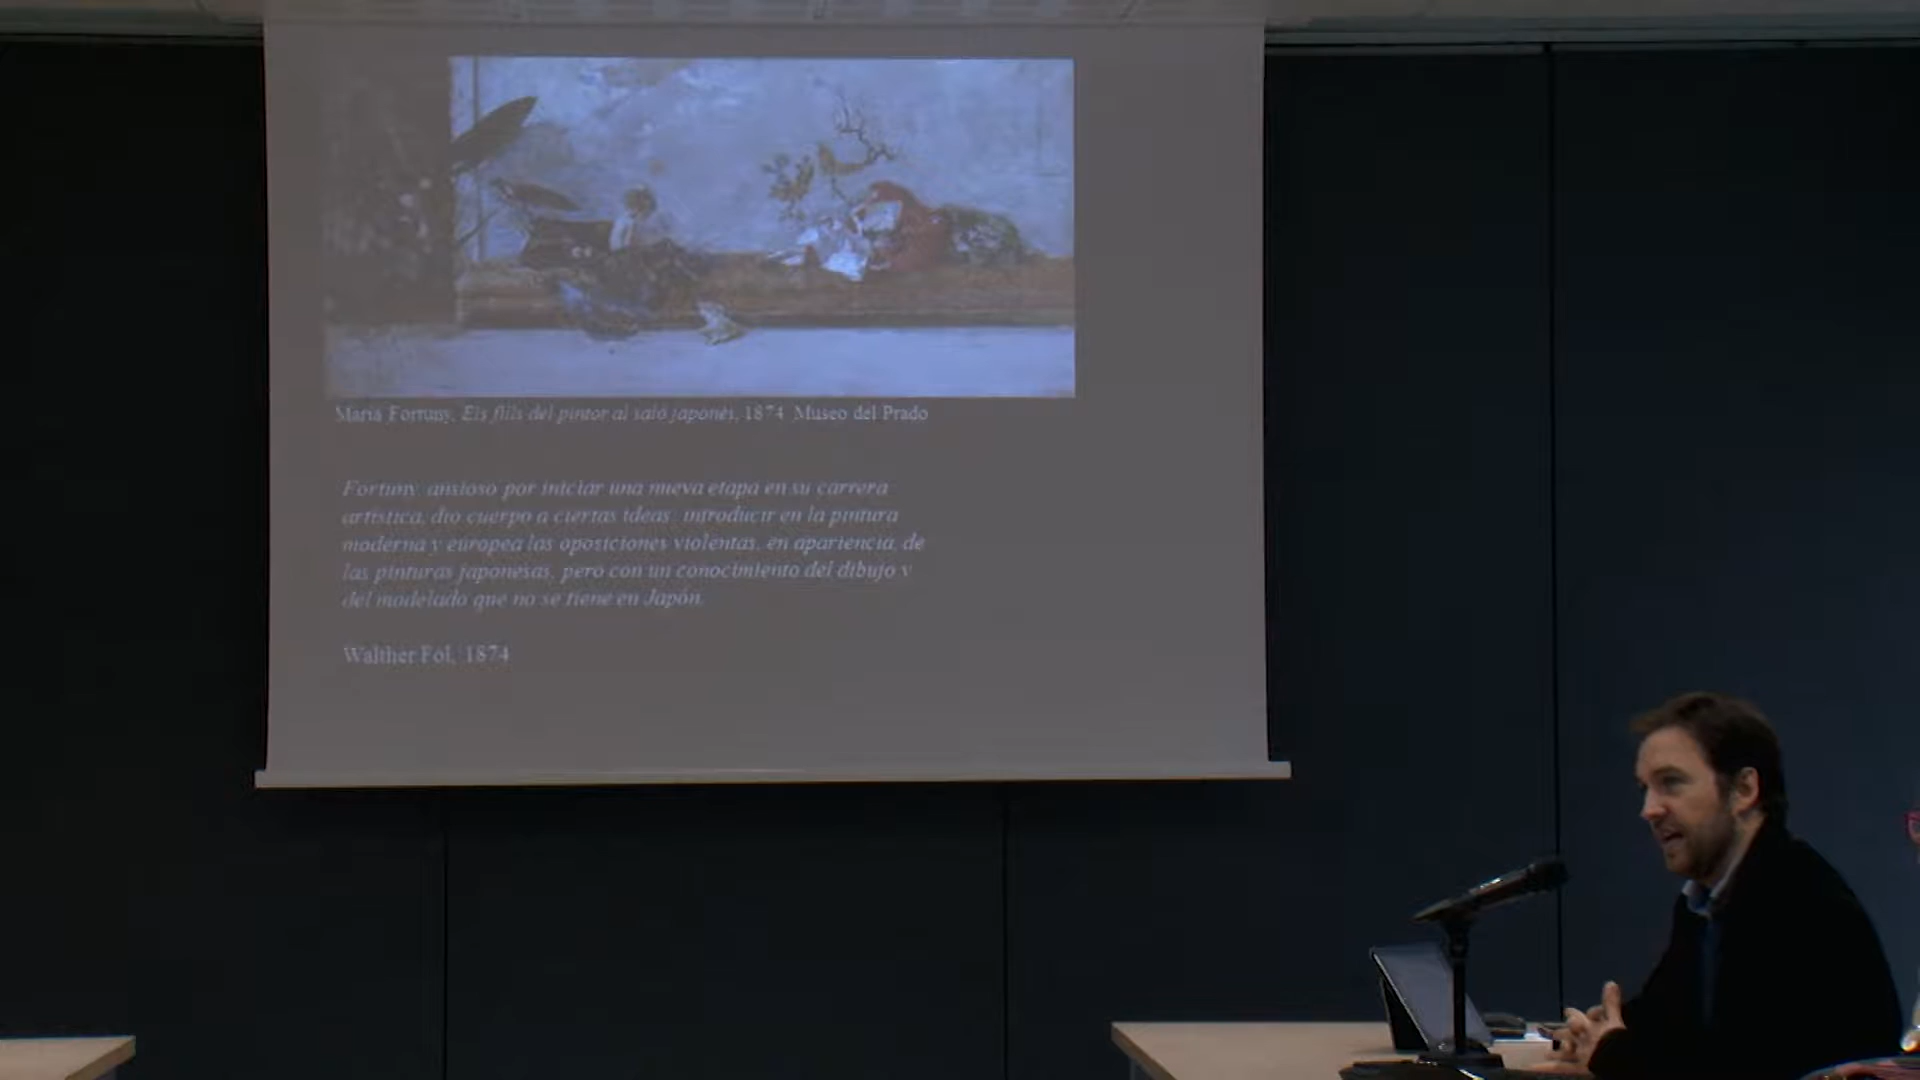 Marià Fortuny, Els fills del pintor al saló japonès, 1874 Museo del Prado
Fortuny, ansioso por iniciar una nueva etapa en su carrera
artística, dio cuerpo a ciertas ideas: introducir en la pintura
moderna y europea las oposiciones violentas, en apariencia, de
las pinturas japonesas, pero con un conocimiento del dibujo y
del modelado que no se tiene en Japón.
Walther Fol, 1874